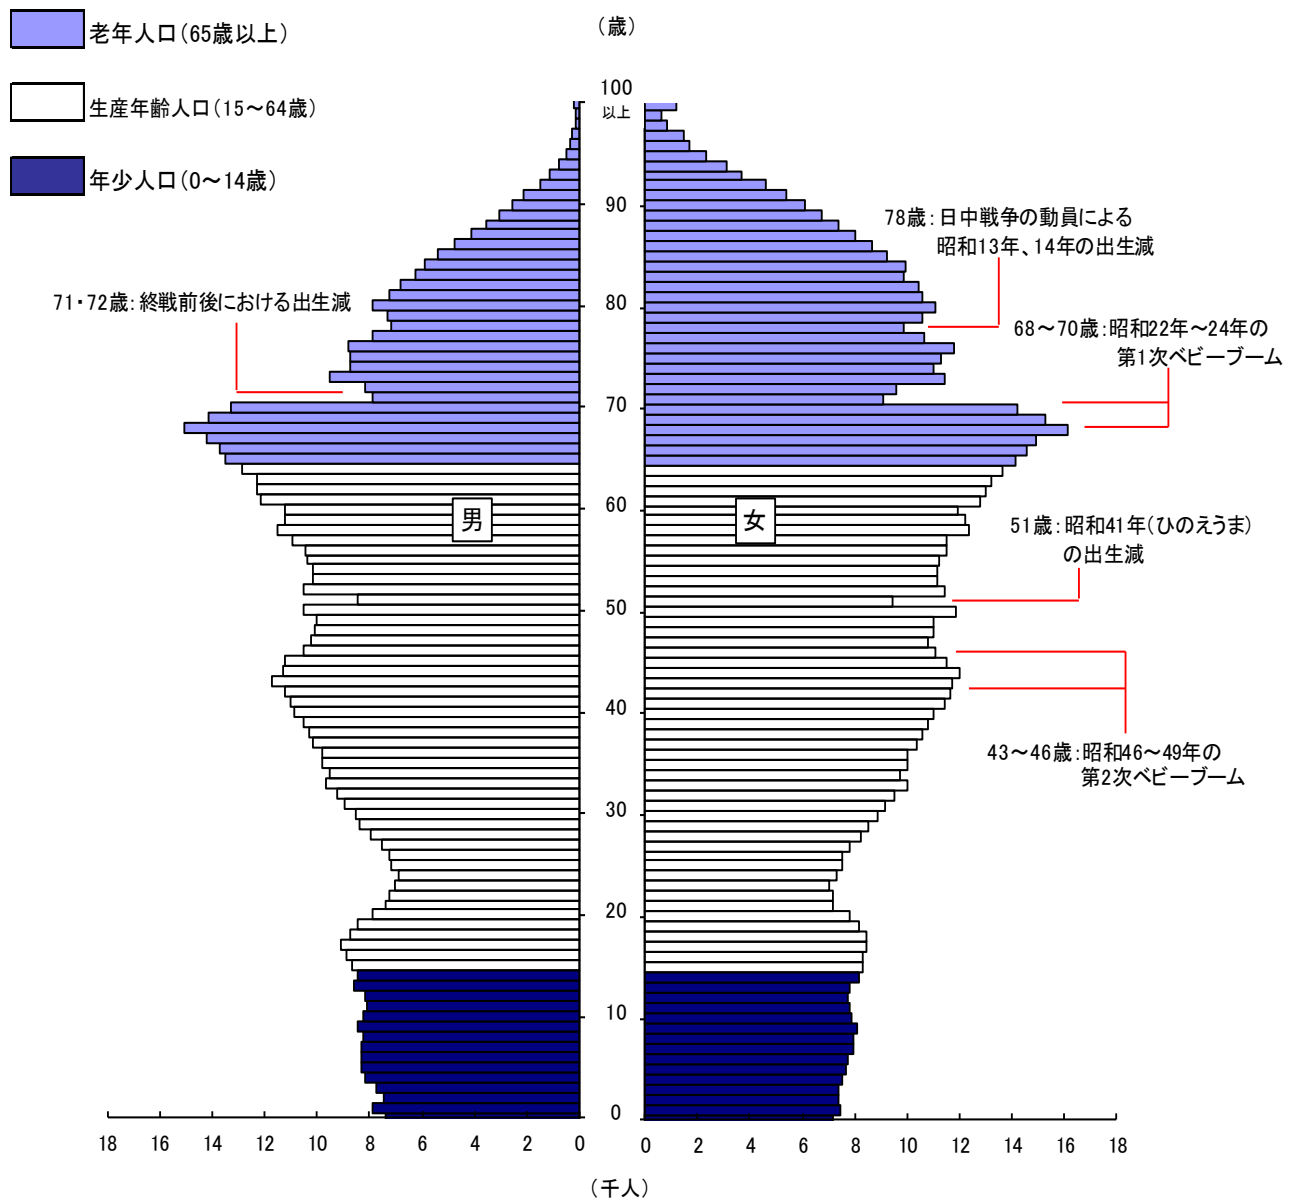 老年人口(65歳以上)
(歳)
生産年齢人口(15～64歳)
年少人口(0～14歳)
100
以上
90
80
70
60
50
40
30
20
10
0
78歳：日中戦争の動員による
昭和13年、14年の出生減
71・72歳：終戦前後における出生減
68～70歳：昭和22年～24年の
第1次ベビーブーム
男
女
51歳：昭和41年(ひのえうま)
の出生減
43～46歳：昭和46～49年の
第2次ベビーブーム
18 16 14 12 10 8 6 4 2 0
0 2 4 6 8 10 12 14 16 18
(千人)